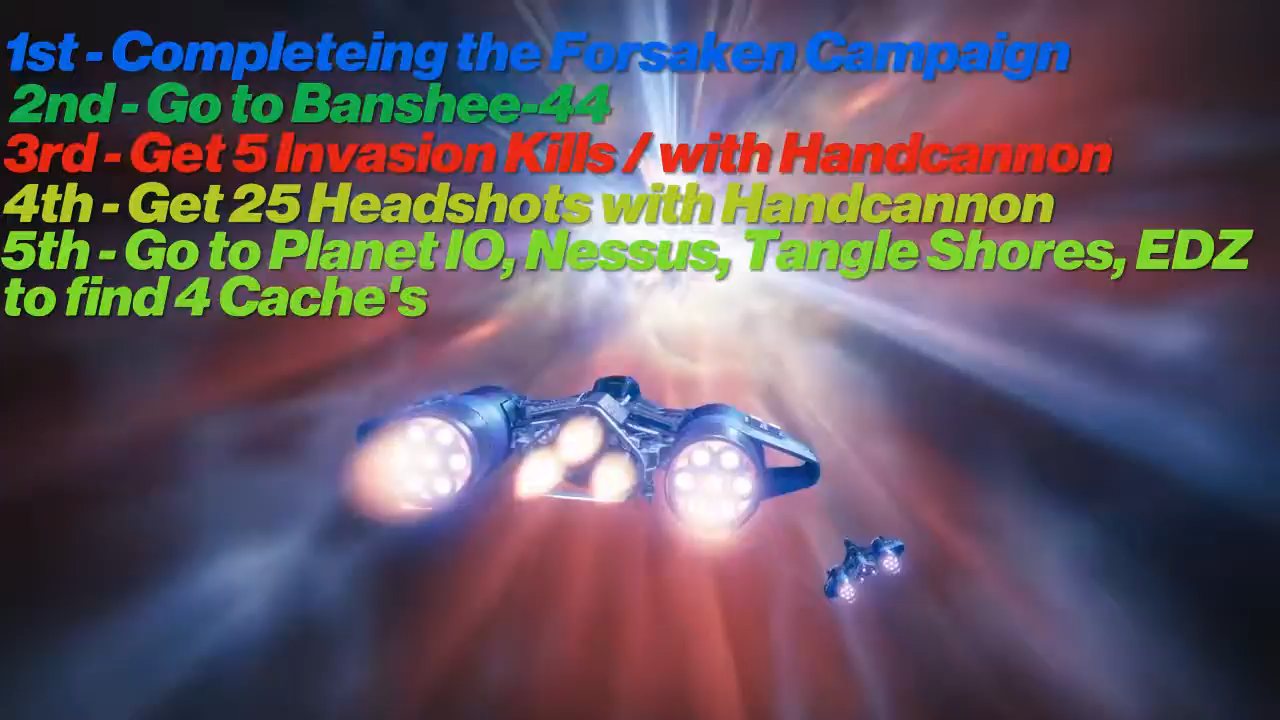 1st - Completeing the Forsaken Campaign
2nd - Go to Banshee-44
3rd - Get 5 Invasion Kills / with Handcannon
4th - Get 25 Headshots with Handcannon
5th - Go to Planet IO, Nessus, Tangle Shores, EDZ
to find 4 Cache's